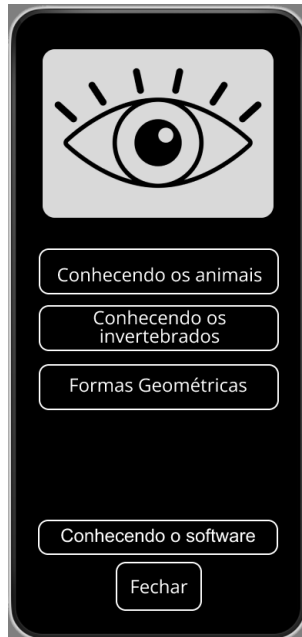 Conhecendo os animais
Conhecendo os
invertebrados
Formas Geométricas
Conhecendo o software
Fechar